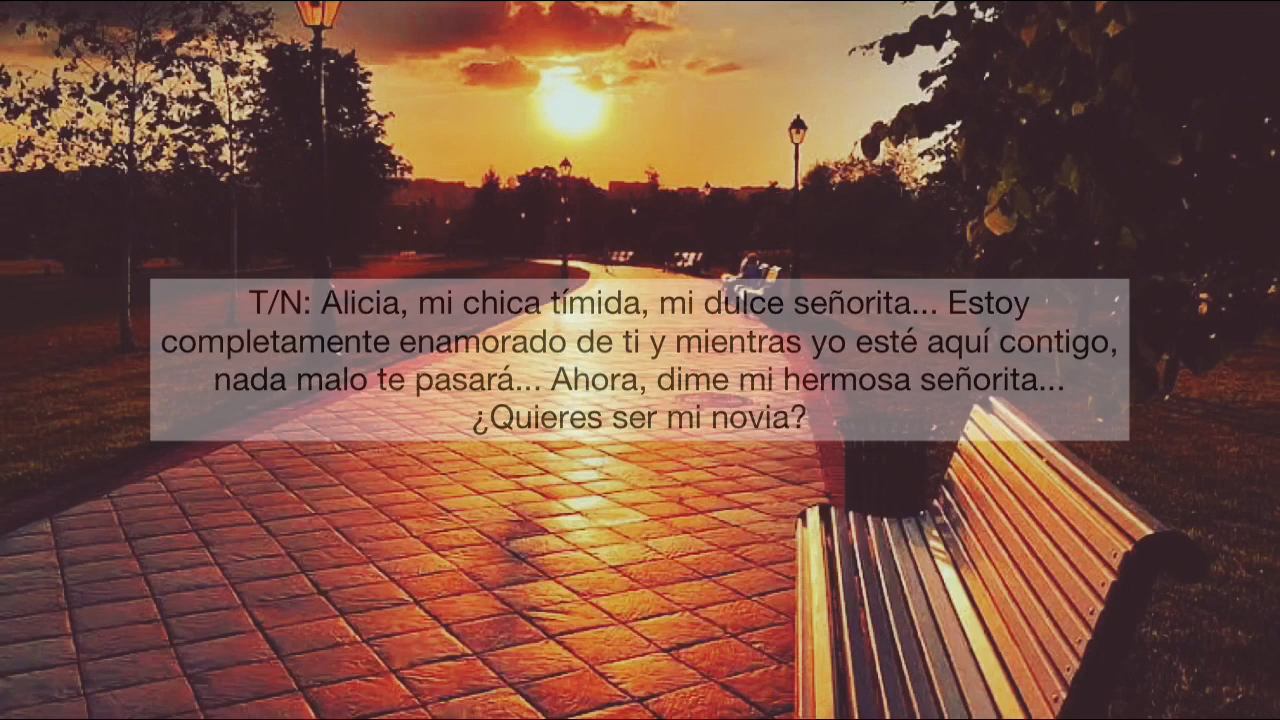 T/N: Alicia, mi chica tímida, mi dulce señorita... Estoy
completamente enamorado de ti y mientras yo esté aquí contigo,
nada malo te pasará... Ahora, dime mi hermosa señorita...
¿Quieres ser mi novia?